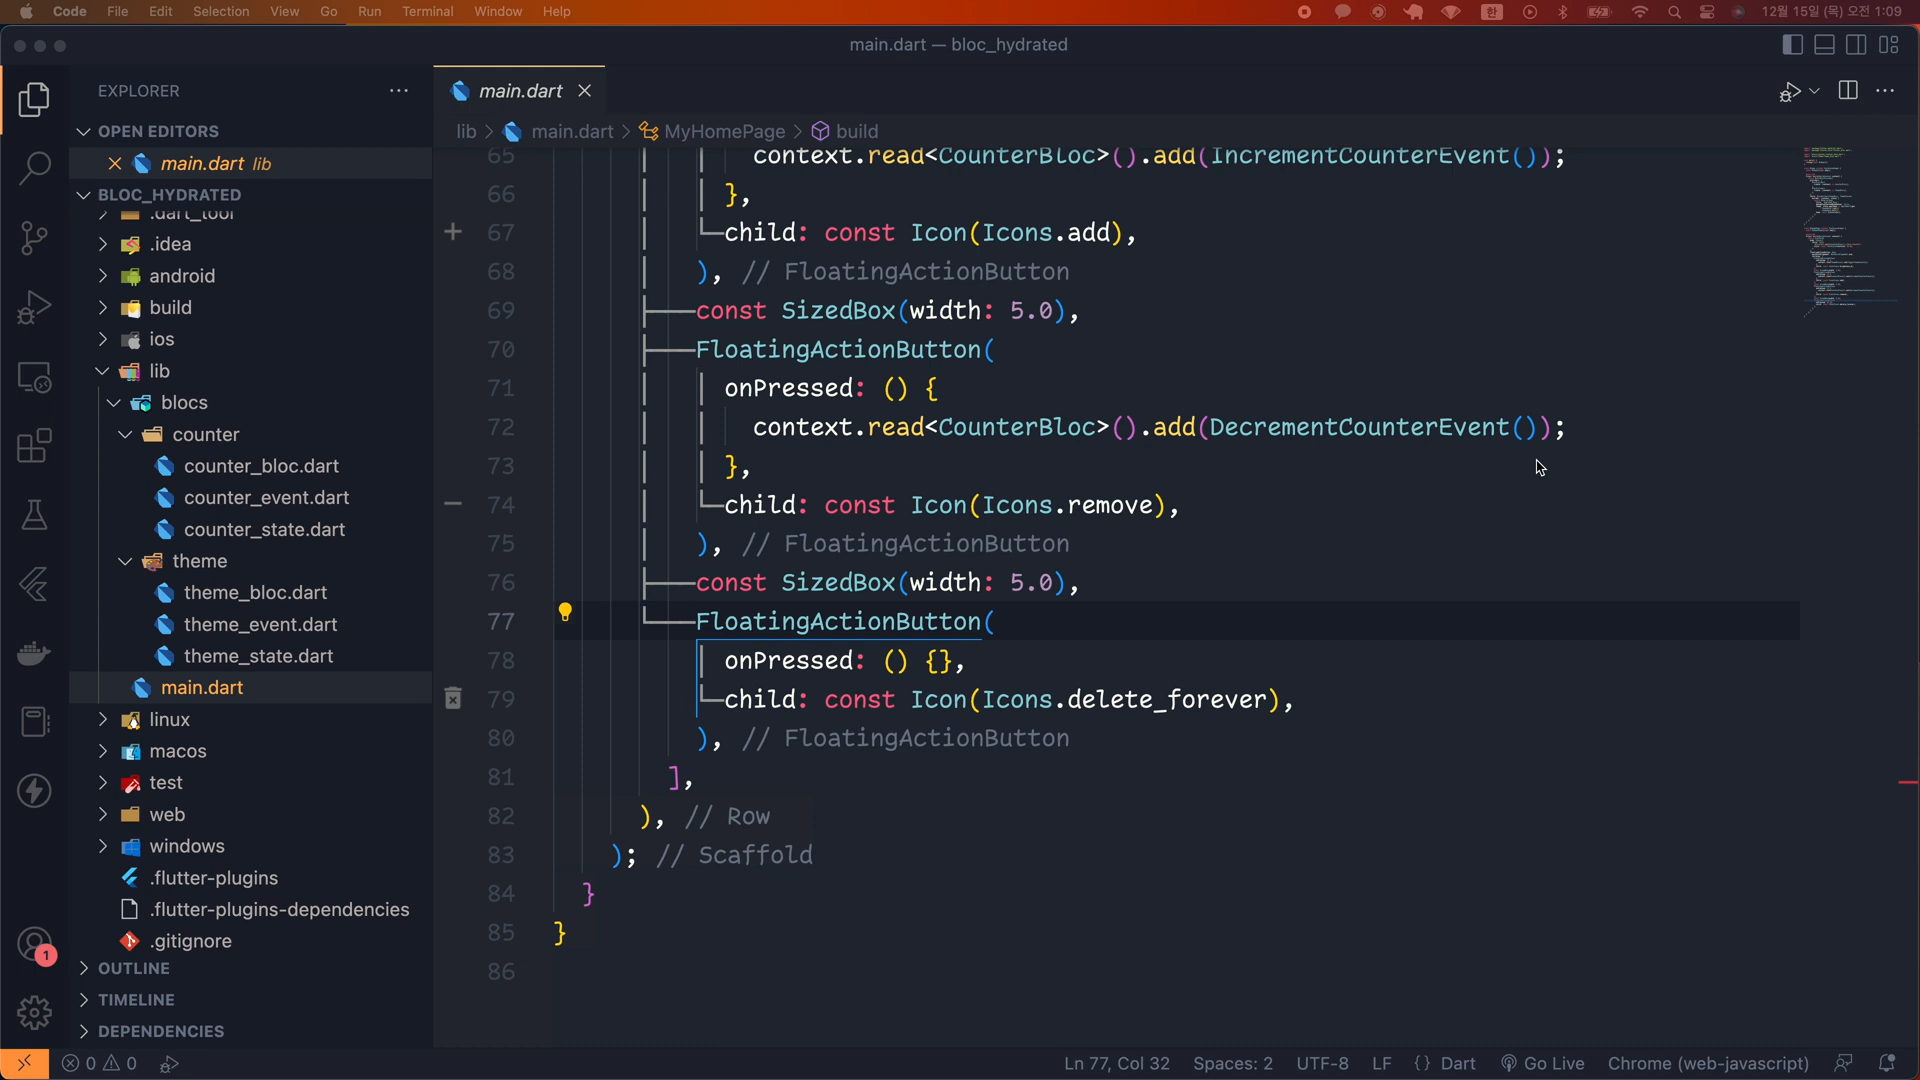 Code File Edit Selection View Go Run Terminal Window Help
한 12월 15일 (목) 오전 1:09
main.dart — bloc_hydrated
EXPLORER
OPEN EDITORS
main.dart lib
BLOC_HYDRATED
.dart_tool
.idea
android
build
ios
lib
blocs
counter
counter_bloc.dart
counter_event.dart
counter_state.dart
theme
theme_bloc.dart
theme_event.dart
theme_state.dart
main.dart
linux
macos
test
web
windows
.flutter-plugins
.flutter-plugins-dependencies
.gitignore
OUTLINE
TIMELINE
DEPENDENCIES
1
main.dart
lib > main.dart > MyHomePage > build
65 context.read<CounterBloc>().add(IncrementCounterEvent());
66 },
67 child: const Icon(Icons.add),
68 ), // FloatingActionButton
69 const SizedBox(width: 5.0),
70 FloatingActionButton(
71 onPressed: () {
72 context.read<CounterBloc>().add(DecrementCounterEvent());
73 },
74 child: const Icon(Icons.remove),
75 ), // FloatingActionButton
76 const SizedBox(width: 5.0),
77 FloatingActionButton(
78 onPressed: () {},
79 child: const Icon(Icons.delete_forever),
80 ), // FloatingActionButton
81 ],
82 ), // Row
83 ); // Scaffold
84 }
85 }
86
0 0 Ln 77, Col 32 Spaces: 2 UTF-8 LF {} Dart Go Live Chrome (web-javascript)